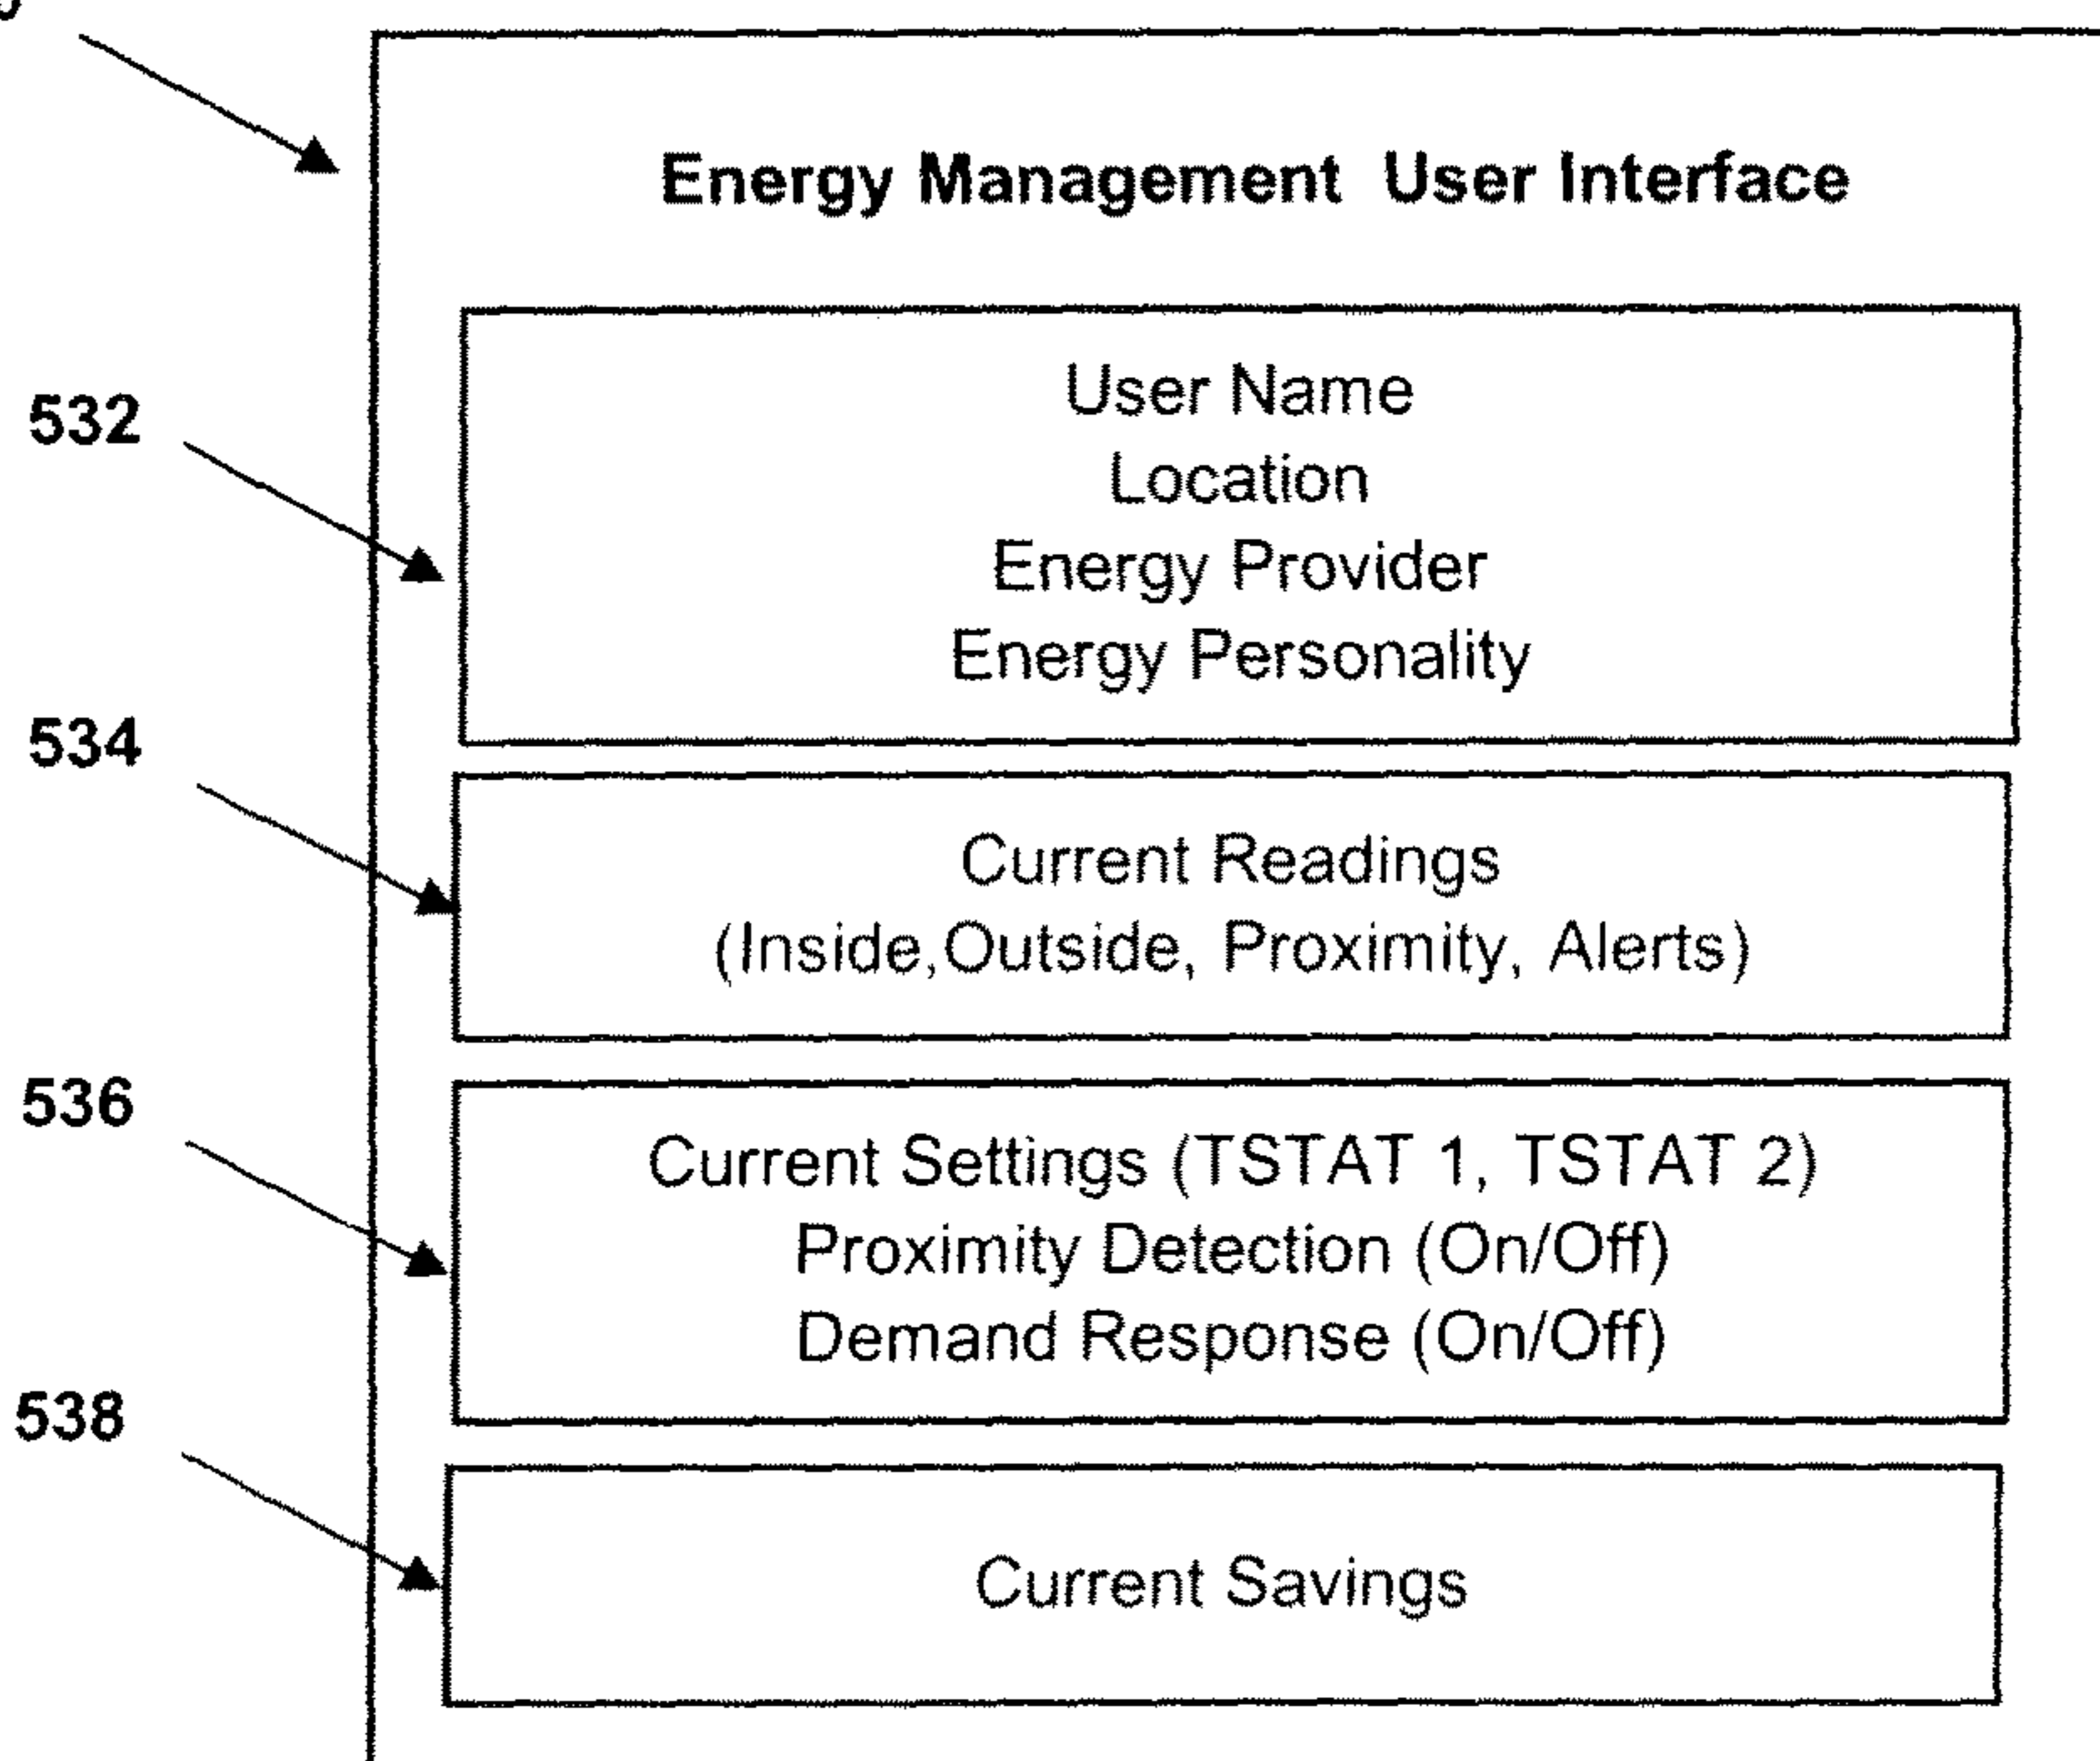 Energy Management User Interface
532
User Name
Location
Energy Provider
Energy Personality
534
Current Readings
(Inside,Outside, Proximity, Alerts)
536
Current Settings (TSTAT 1, TSTAT 2)
Proximity Detection (On/Off)
Demand Response (On/Off)
538
Current Savings